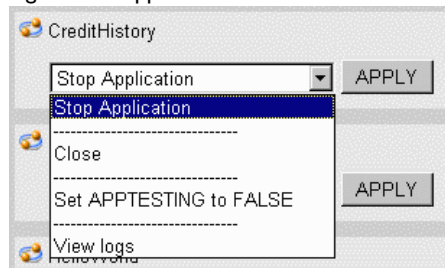 CreditHistory
Stop Application
APPLY
Stop Application
------------------------------
Close
------------------------------
Set APPTESTING to FALSE
APPLY
------------------------------
View logs